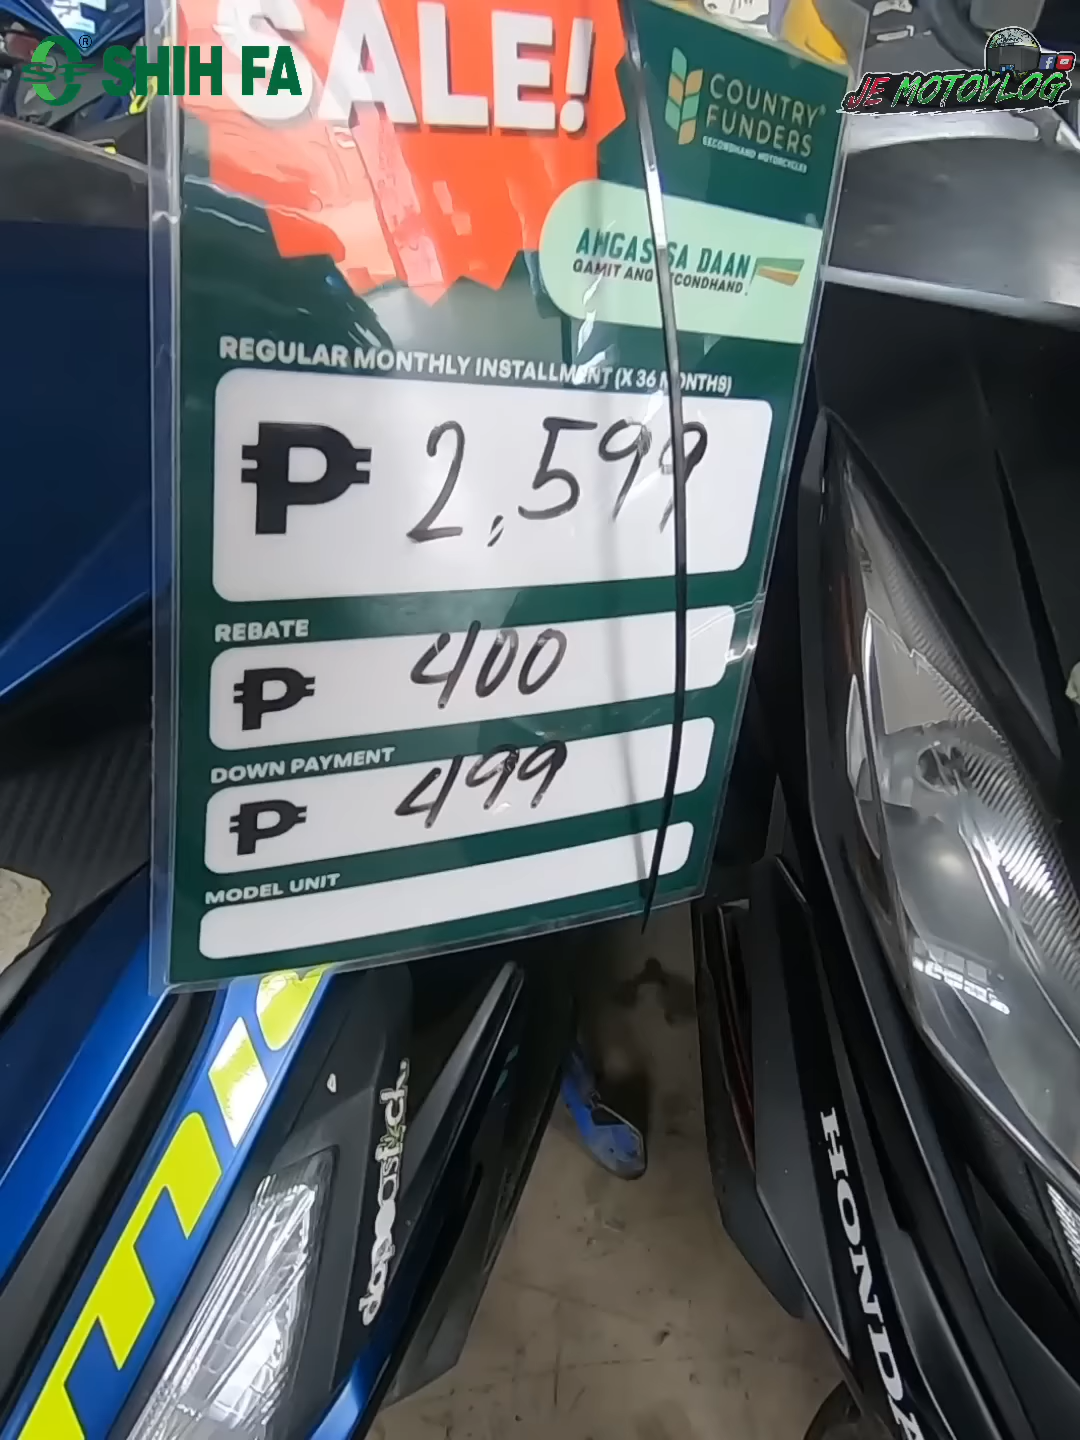 SHIH FA
SALE!
JE MOTOVLOG
COUNTRY
FUNDERS
SECONDHAND MOTORCYCLES
ANGAS SA DAAN
GAMIT ANG SECONDHAND
REGULAR MONTHLY INSTALLMENT (X 36 MONTHS)
₱ 2,599
REBATE
₱ 400
DOWN PAYMENT
₱ 499
MODEL UNIT
HONDA